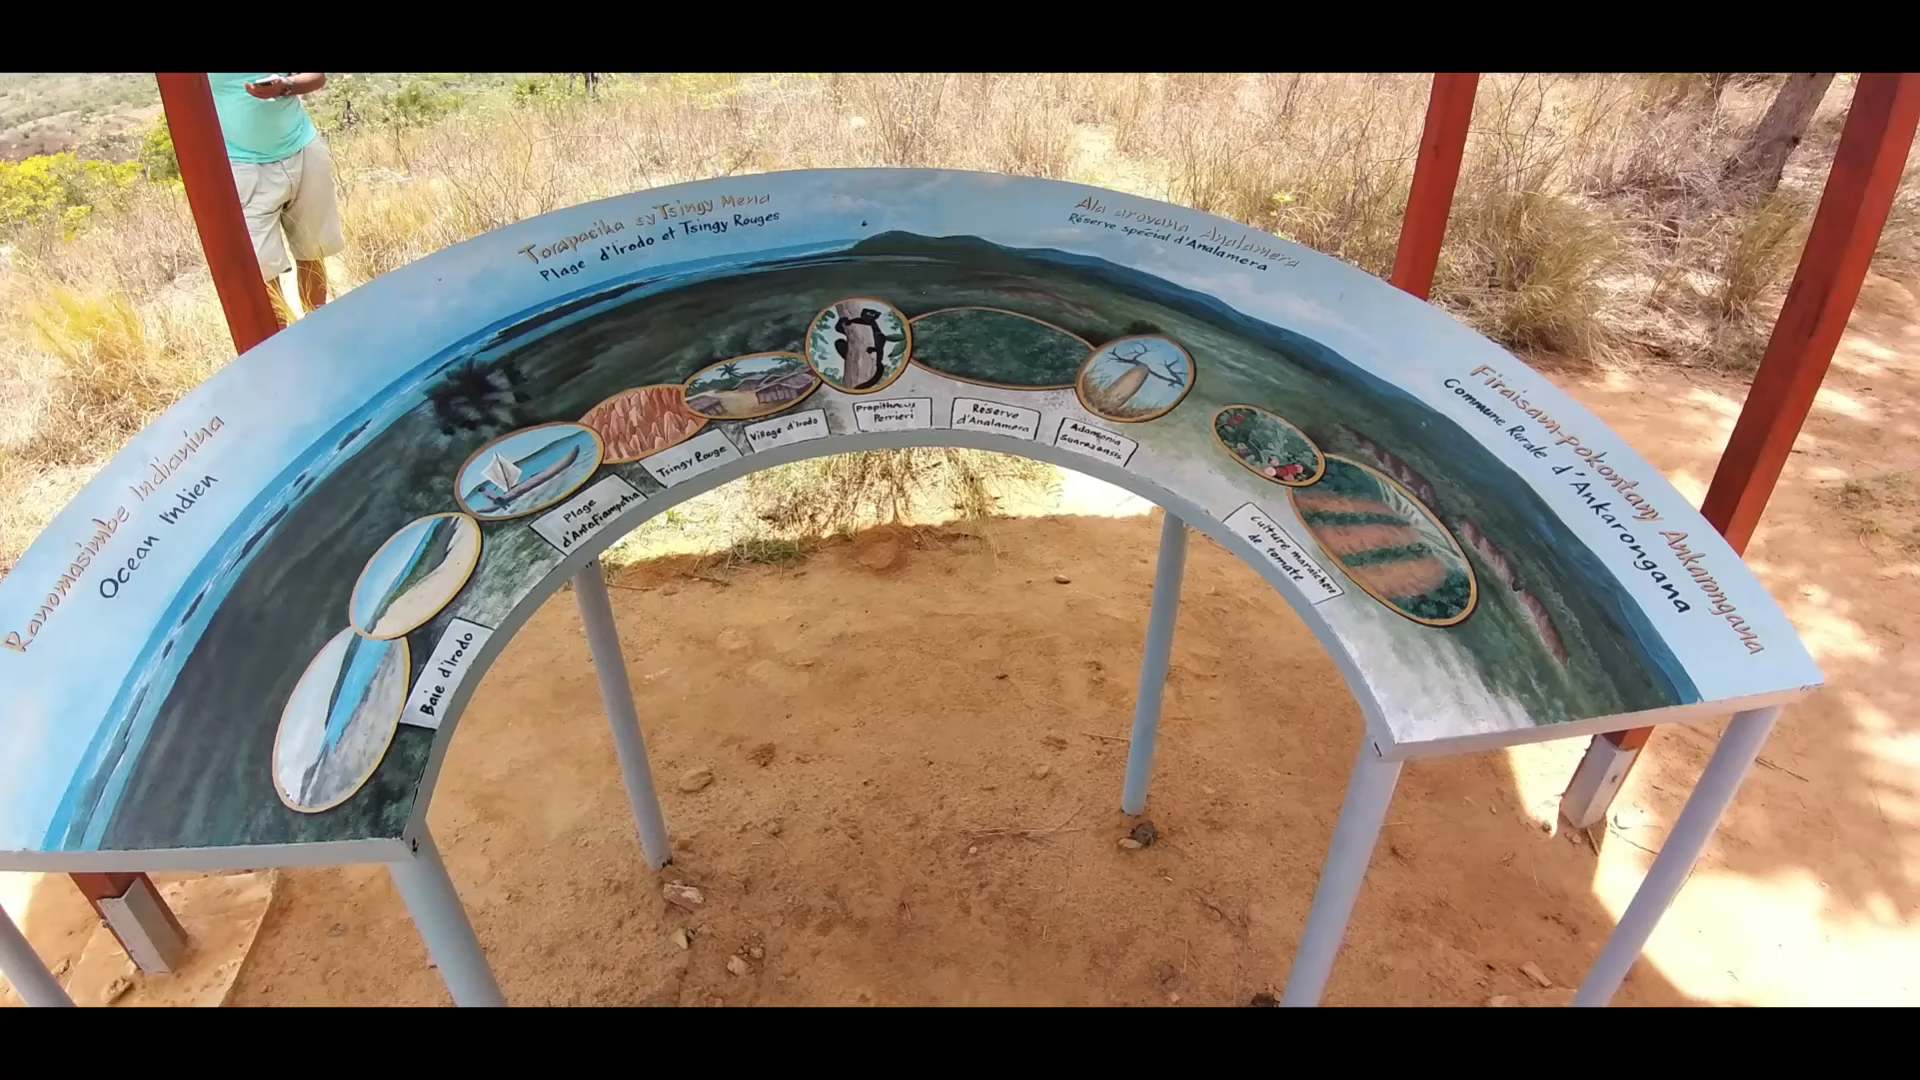 Ranomasimbe Indianina
Ocean Indien
Torapasika sy Tsingy Mena
Plage d'Irodo et Tsingy Rouges
Ala arovana Analamera
Réserve spécial d'Analamera
Firaisam-pokontany Ankarongana
Commune Rurale d'Ankarongana
Baie d'Irodo
Plage
d'Antafiampatsa
Tsingy Rouge
Village d'Irodo
Propithecus
Perrieri
Réserve
d'Analamera
Adansonia
Suarezensis
Culture maraîchère
de tomate